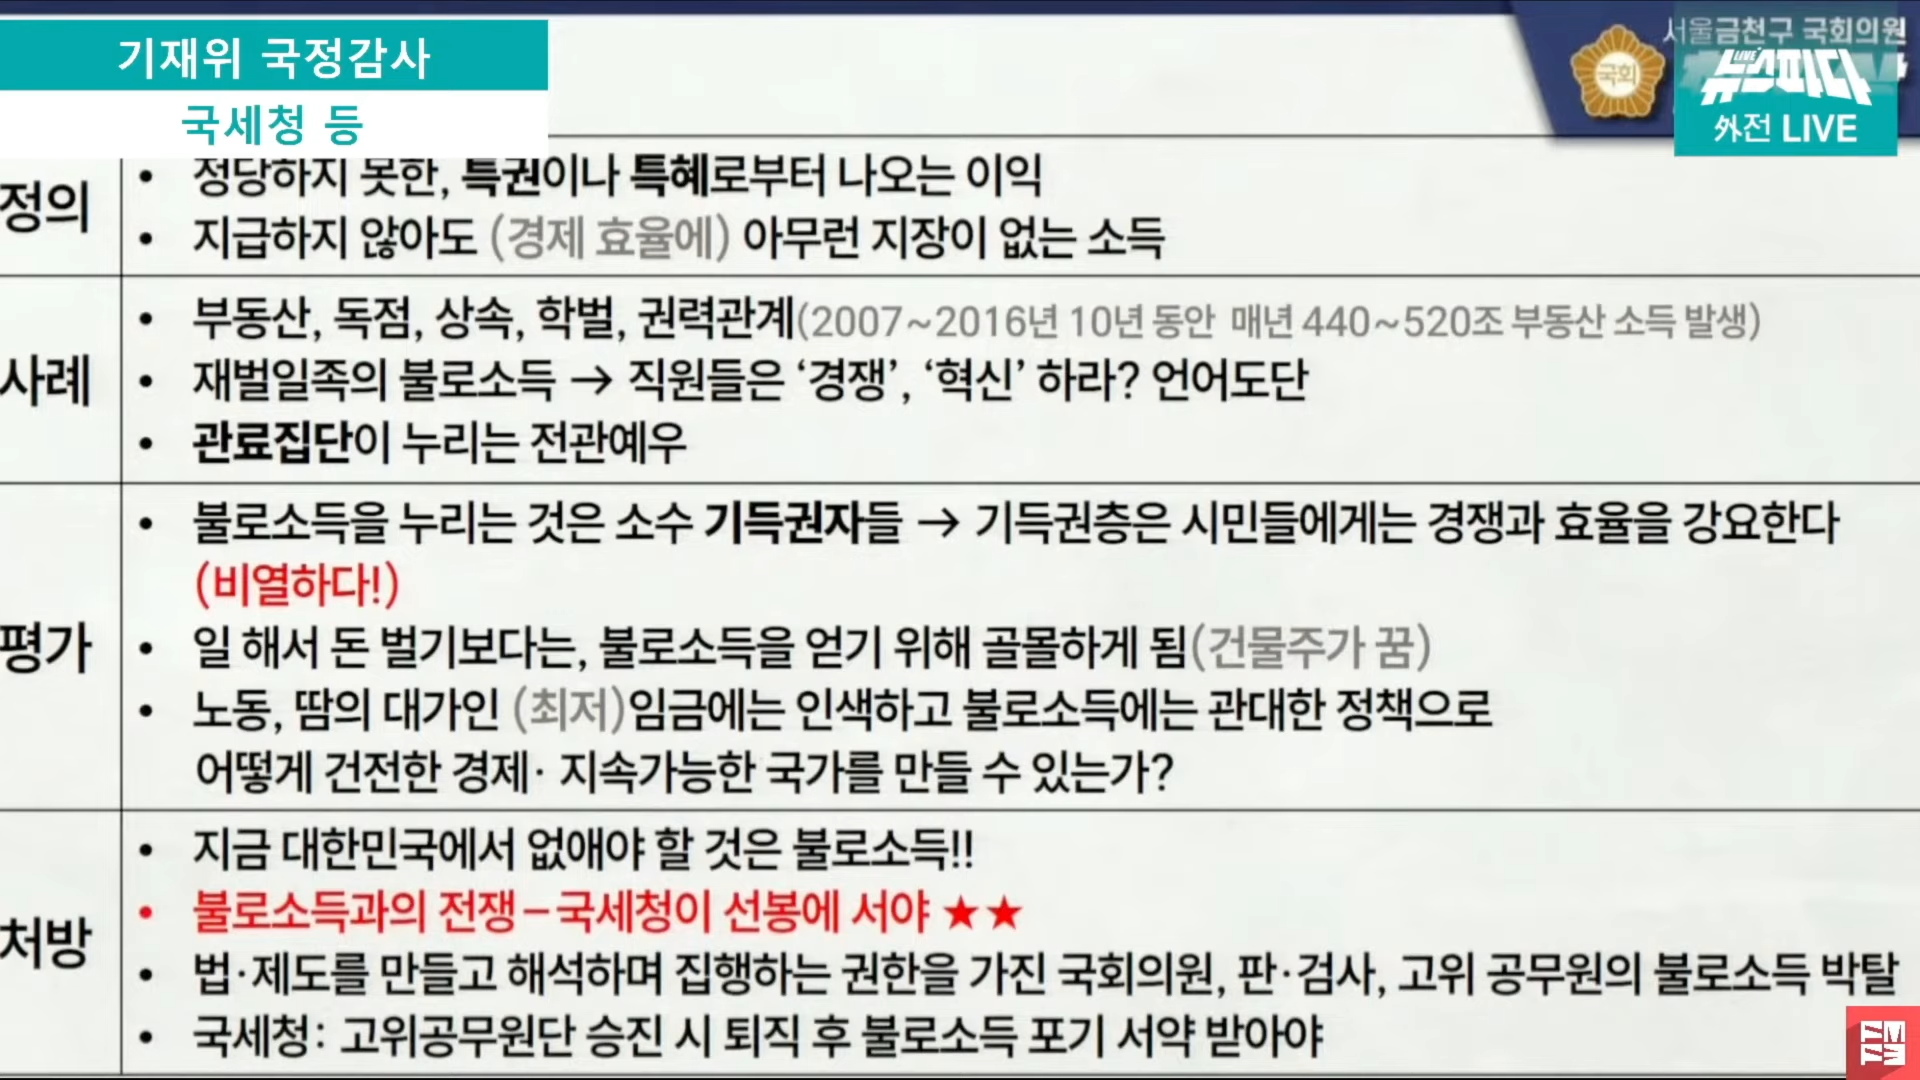 기재위 국정감사
국세청 등
서울금천구 국회의원
국회
LIVE
뉴스피다
外전 LIVE
정의
• 정당하지 못한, 특권이나 특혜로부터 나오는 이익
• 지급하지 않아도 (경제 효율에) 아무런 지장이 없는 소득
사례
• 부동산, 독점, 상속, 학벌, 권력관계(2007~2016년 10년 동안 매년 440~520조 부동산 소득 발생)
• 재벌일족의 불로소득 → 직원들은 ‘경쟁’, ‘혁신’ 하라? 언어도단
• 관료집단이 누리는 전관예우
평가
• 불로소득을 누리는 것은 소수 기득권자들 → 기득권층은 시민들에게는 경쟁과 효율을 강요한다
(비열하다!)
• 일 해서 돈 벌기보다는, 불로소득을 얻기 위해 골몰하게 됨(건물주가 꿈)
• 노동, 땀의 대가인 (최저)임금에는 인색하고 불로소득에는 관대한 정책으로
어떻게 건전한 경제· 지속가능한 국가를 만들 수 있는가?
처방
• 지금 대한민국에서 없애야 할 것은 불로소득!!
• 불로소득과의 전쟁 – 국세청이 선봉에 서야 ★★
• 법·제도를 만들고 해석하며 집행하는 권한을 가진 국회의원, 판·검사, 고위 공무원의 불로소득 박탈
• 국세청: 고위공무원단 승진 시 퇴직 후 불로소득 포기 서약 받아야